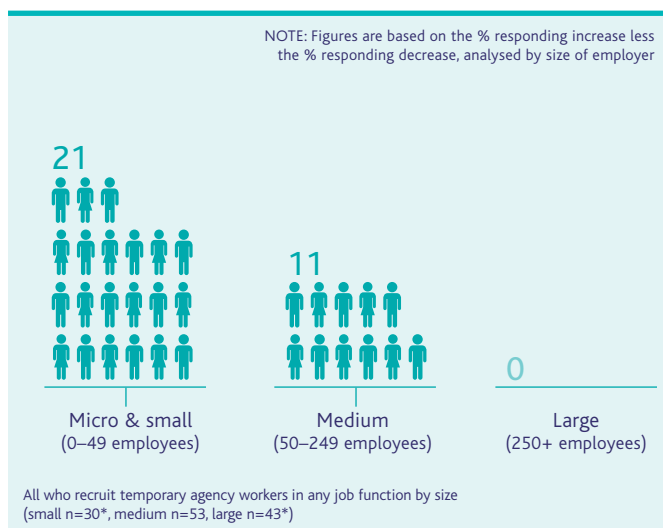 NOTE: Figures are based on the % responding increase less
the % responding decrease, analysed by size of employer
21
11
0
Micro & small
(0–49 employees)
Medium
(50–249 employees)
Large
(250+ employees)
All who recruit temporary agency workers in any job function by size
(small n=30*, medium n=53, large n=43*)